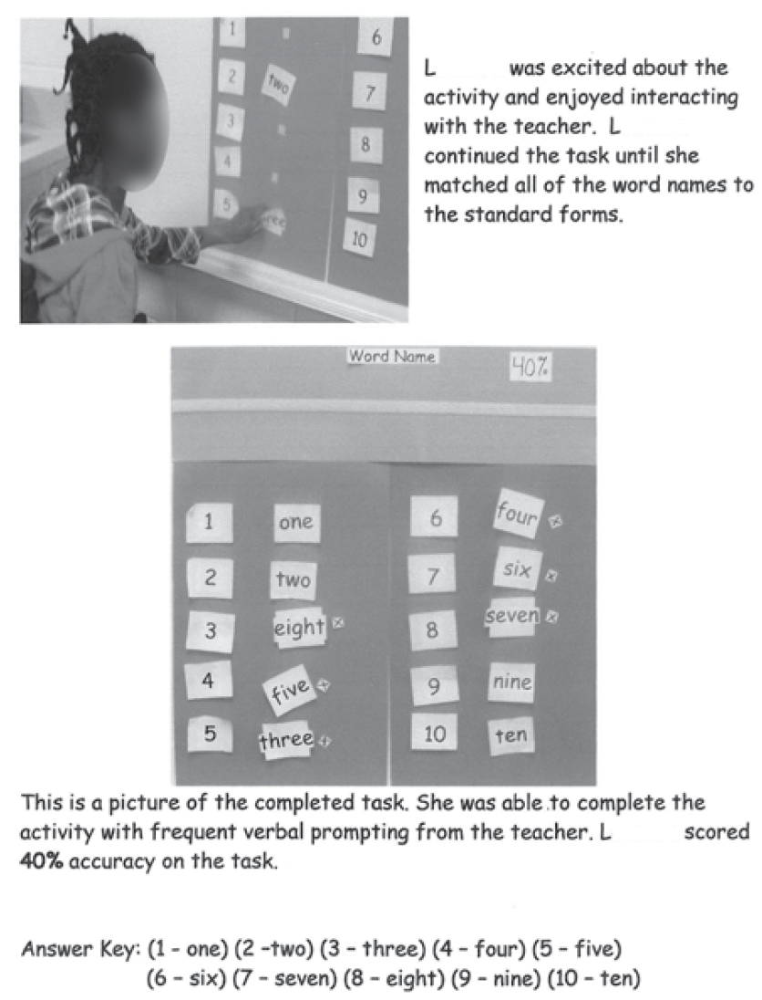 1 6
2 two 7
3 8
4 9
5 ree 10
L was excited about the
activity and enjoyed interacting
with the teacher. L
continued the task until she
matched all of the word names to
the standard forms.
Word Name 40%
1 one 6 four x
2 two 7 six x
3 eight x 8 seven x
4 five x 9 nine
5 three x 10 ten
This is a picture of the completed task. She was able to complete the
activity with frequent verbal prompting from the teacher. L scored
40% accuracy on the task.
Answer Key: (1 - one) (2 -two) (3 - three) (4 - four) (5 - five)
(6 - six) (7 - seven) (8 - eight) (9 - nine) (10 - ten)